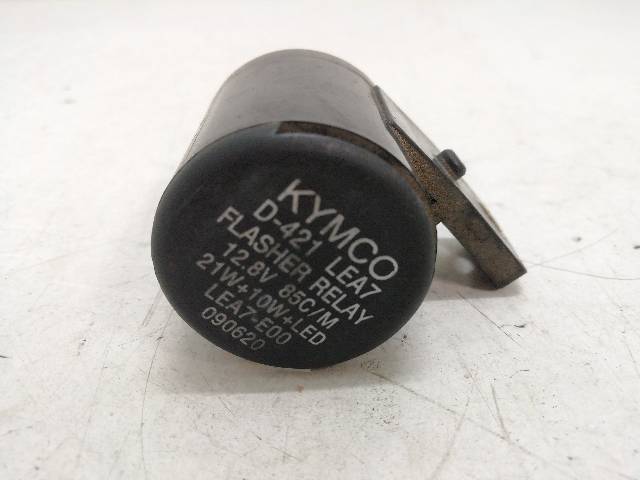 KYMCO
D-421 LEA7
FLASHER RELAY
12.8V 85C/M
21W+10W+LED
LEA7-E00
090620